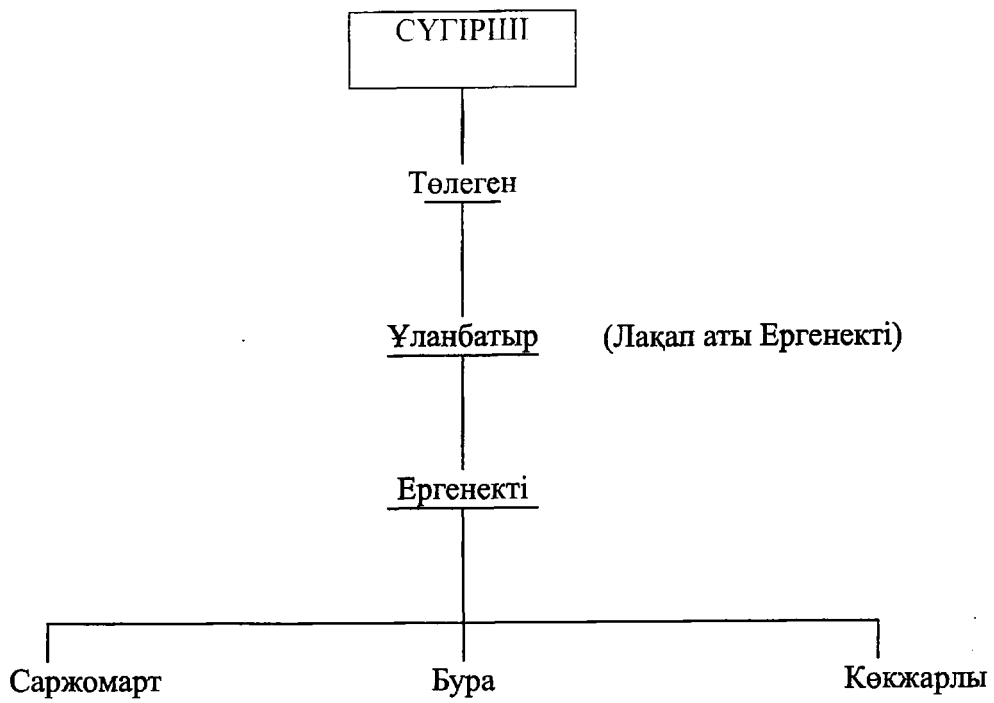 СҮГІРШІ
Төлеген
Ұланбатыр (Лақап аты Ергенекті)
Ергенекті
Саржомарт Бура Көкжарлы